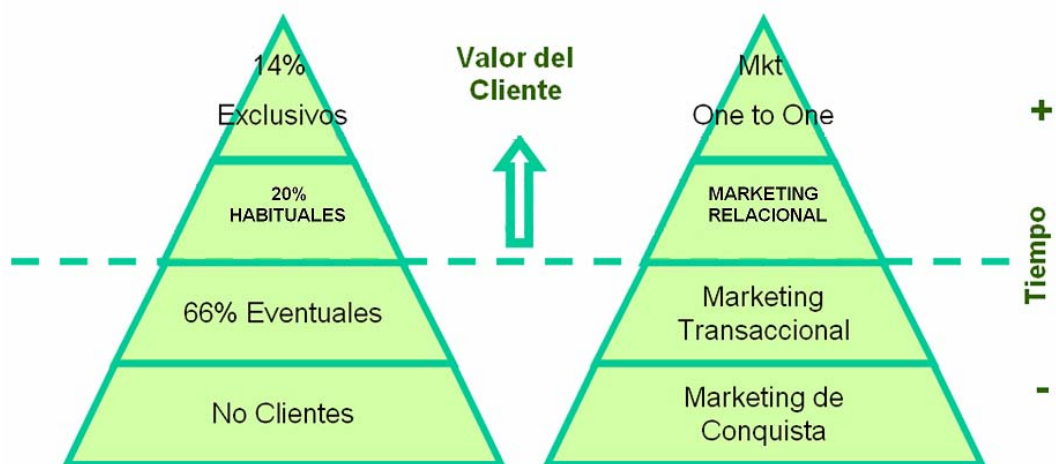 14%
Exclusivos
20%
HABITUALES
66% Eventuales
No Clientes
Valor del
Cliente
Mkt
One to One
MARKETING
RELACIONAL
Marketing
Transaccional
Marketing de
Conquista
+
Tiempo
-